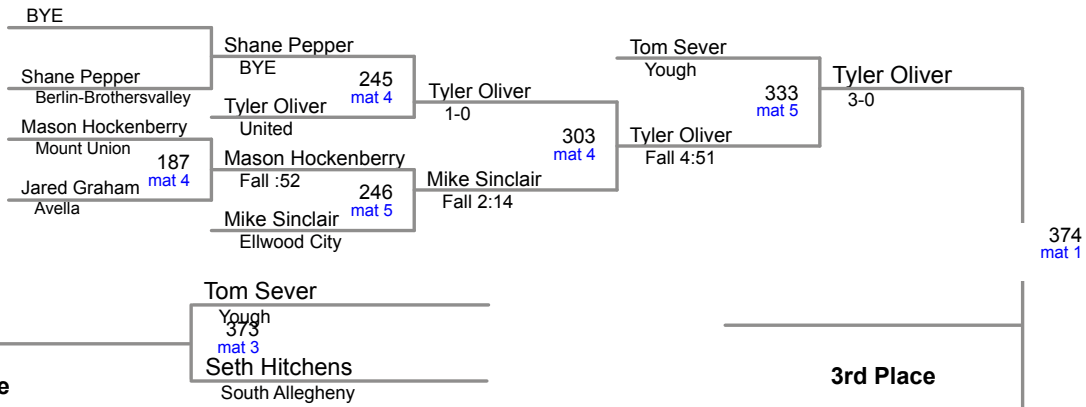 BYE
Shane Pepper
Berlin-Brothersvalley
Mason Hockenberry
Mount Union
187
mat 4
Jared Graham
Avella
Shane Pepper
BYE
245
mat 4
Tyler Oliver
United
Mason Hockenberry
Fall :52
246
mat 5
Mike Sinclair
Ellwood City
Tyler Oliver
1-0
303
mat 4
Mike Sinclair
Fall 2:14
Tom Sever
Yough
333
mat 5
Tyler Oliver
Fall 4:51
Tyler Oliver
3-0
374
mat 1
Tom Sever
Yough
373
mat 3
Seth Hitchens
South Allegheny
e
3rd Place